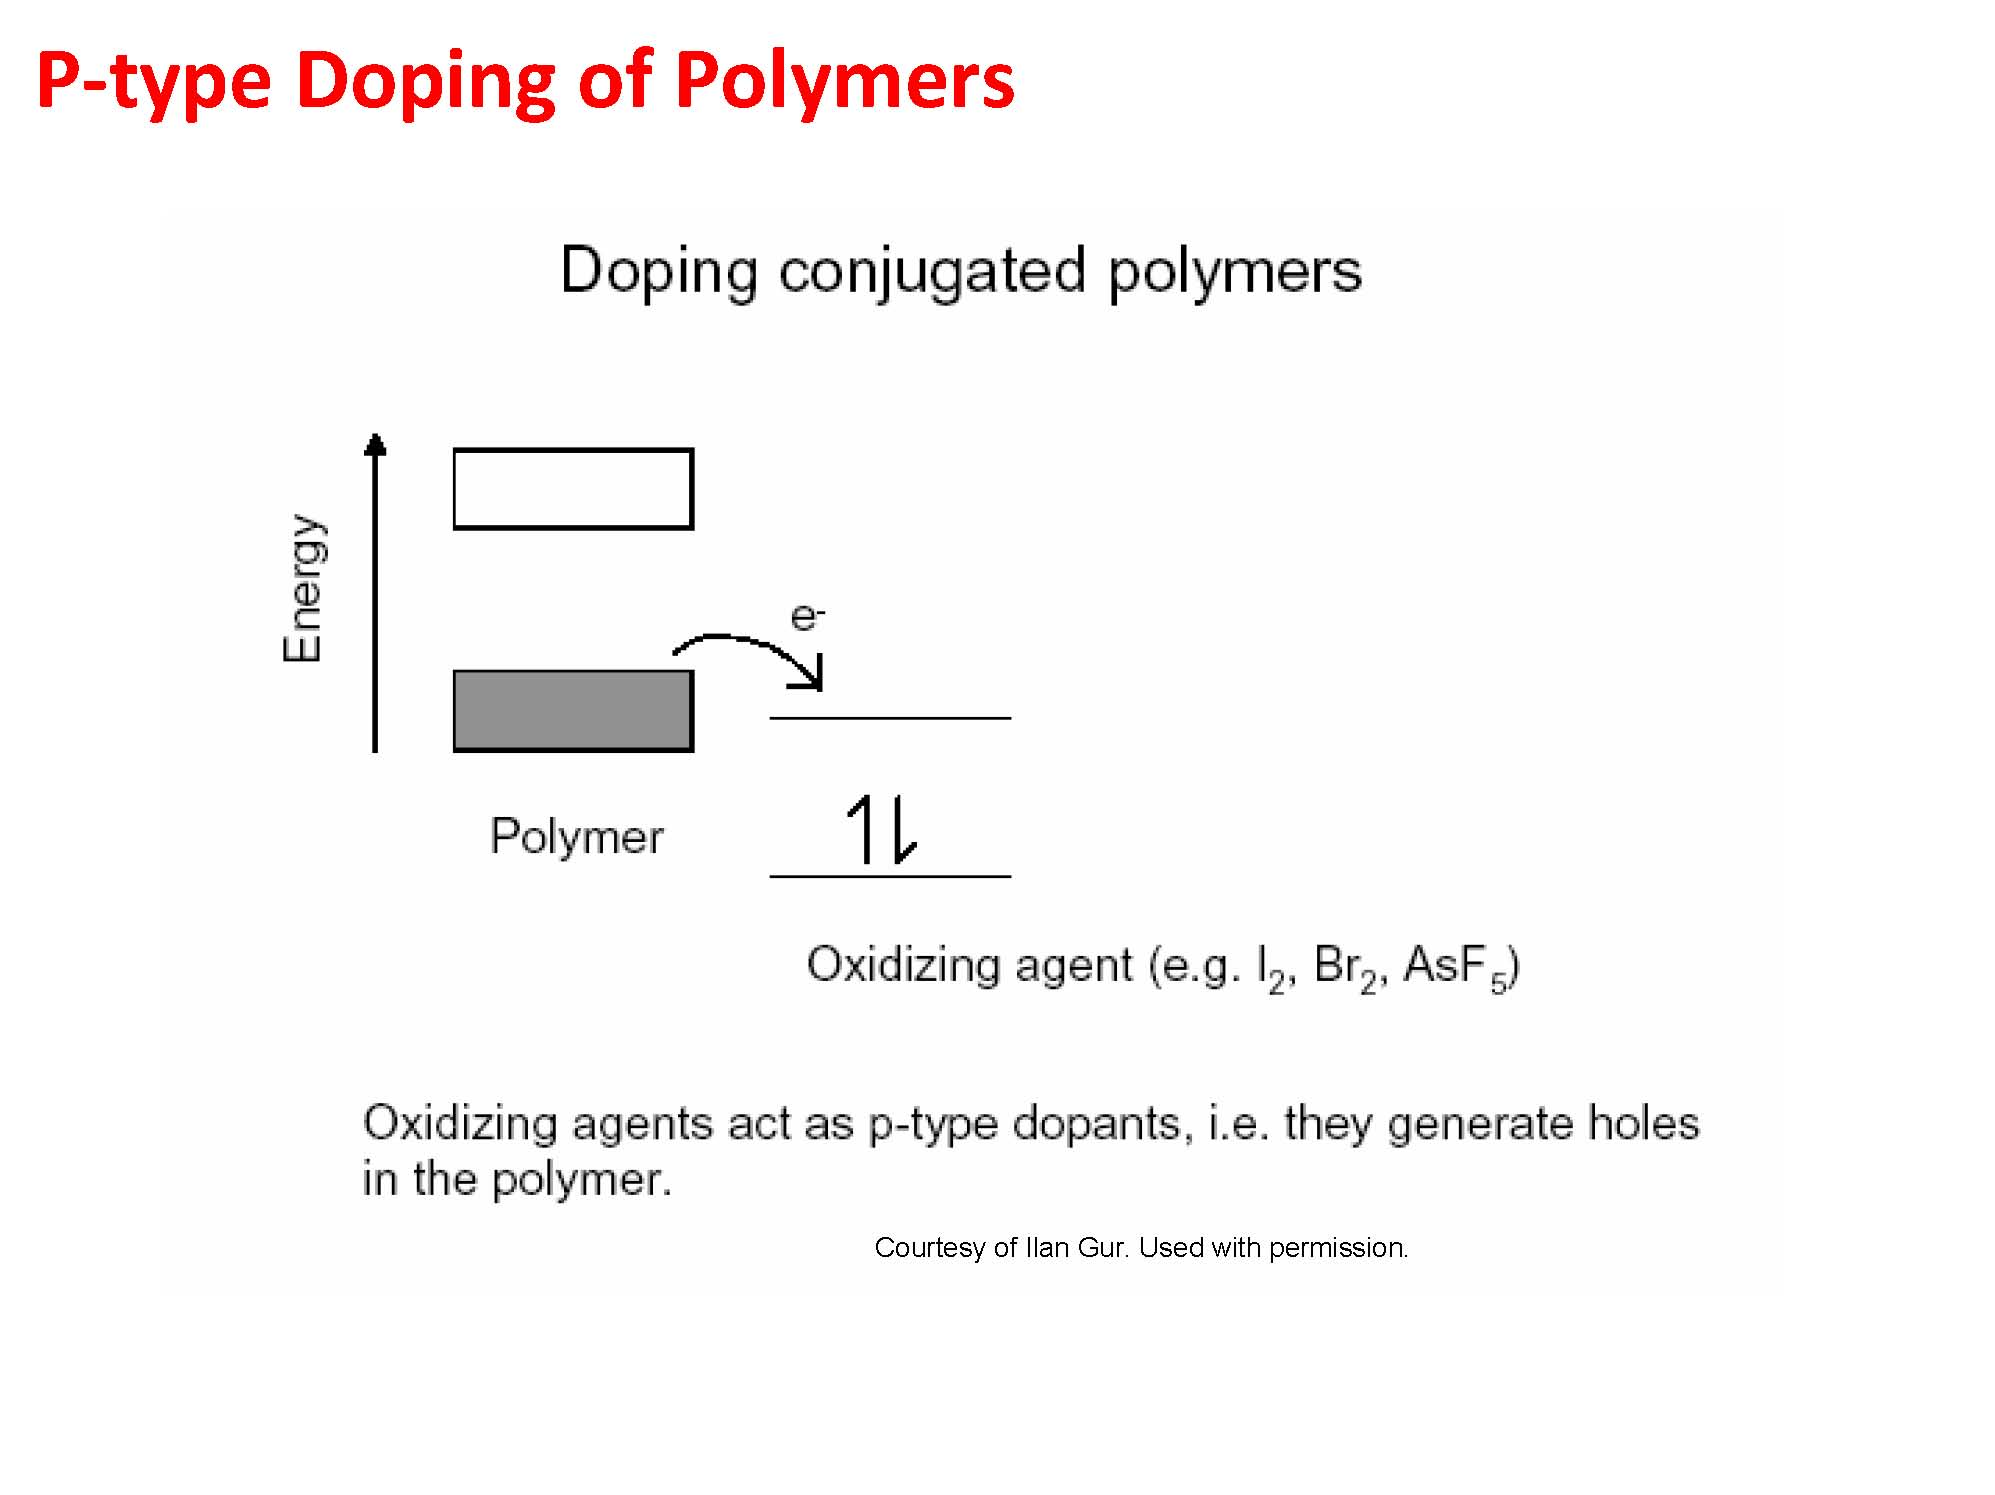 P-type Doping of Polymers
Doping conjugated polymers
Energy
e-
Polymer
Oxidizing agent (e.g. I2, Br2, AsF5)
Oxidizing agents act as p-type dopants, i.e. they generate holes
in the polymer.
Courtesy of Ilan Gur. Used with permission.